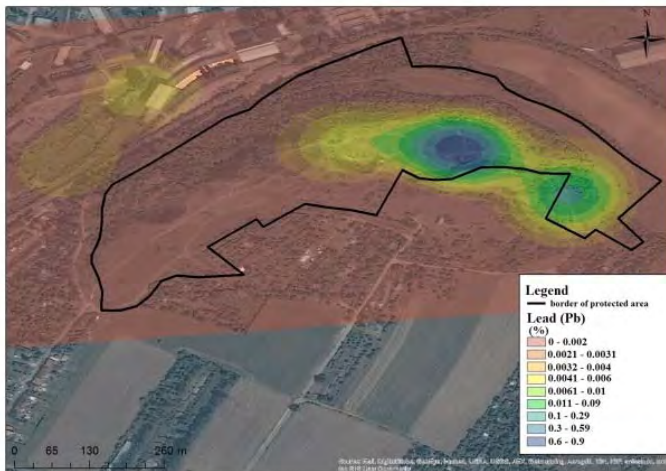 N
Legend
border of protected area
Lead (Pb)
(%)
0 - 0.002
0.0021 - 0.0031
0.0032 - 0.004
0.0041 - 0.006
0.0061 - 0.01
0.011 - 0.09
0.1 - 0.29
0.3 - 0.59
0.6 - 0.9
0 65 130 260 m